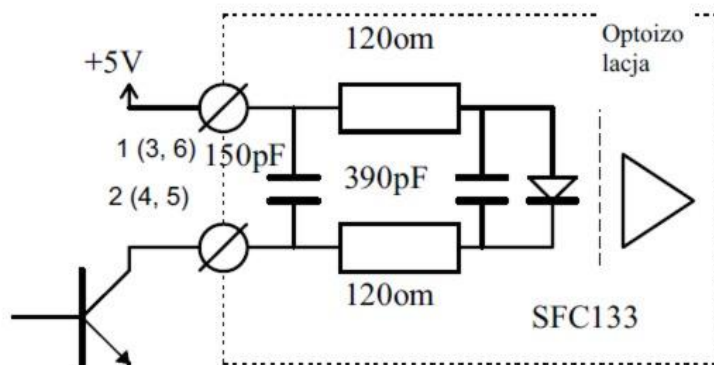 120om
Optoizo
lacja
+5V
1 (3, 6)
150pF
390pF
2 (4, 5)
120om
SFC133